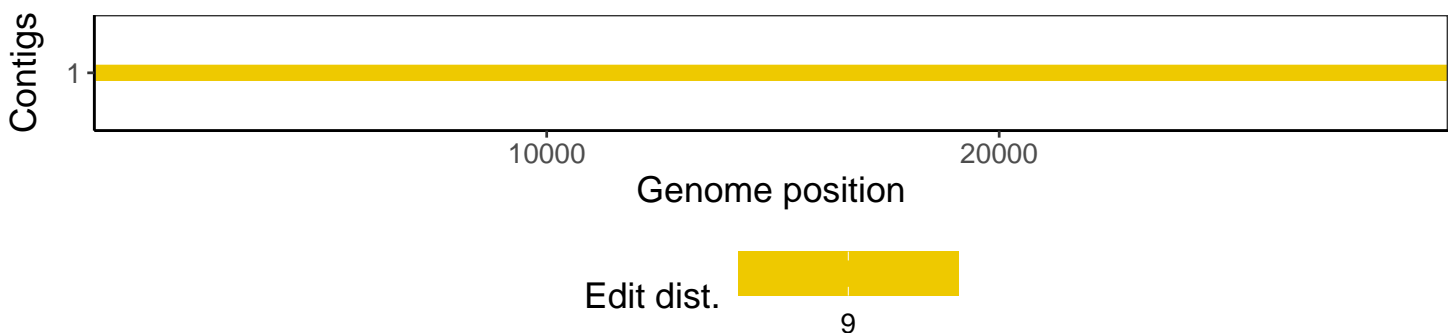 Contigs
1
10000 20000
Genome position
Edit dist.
9